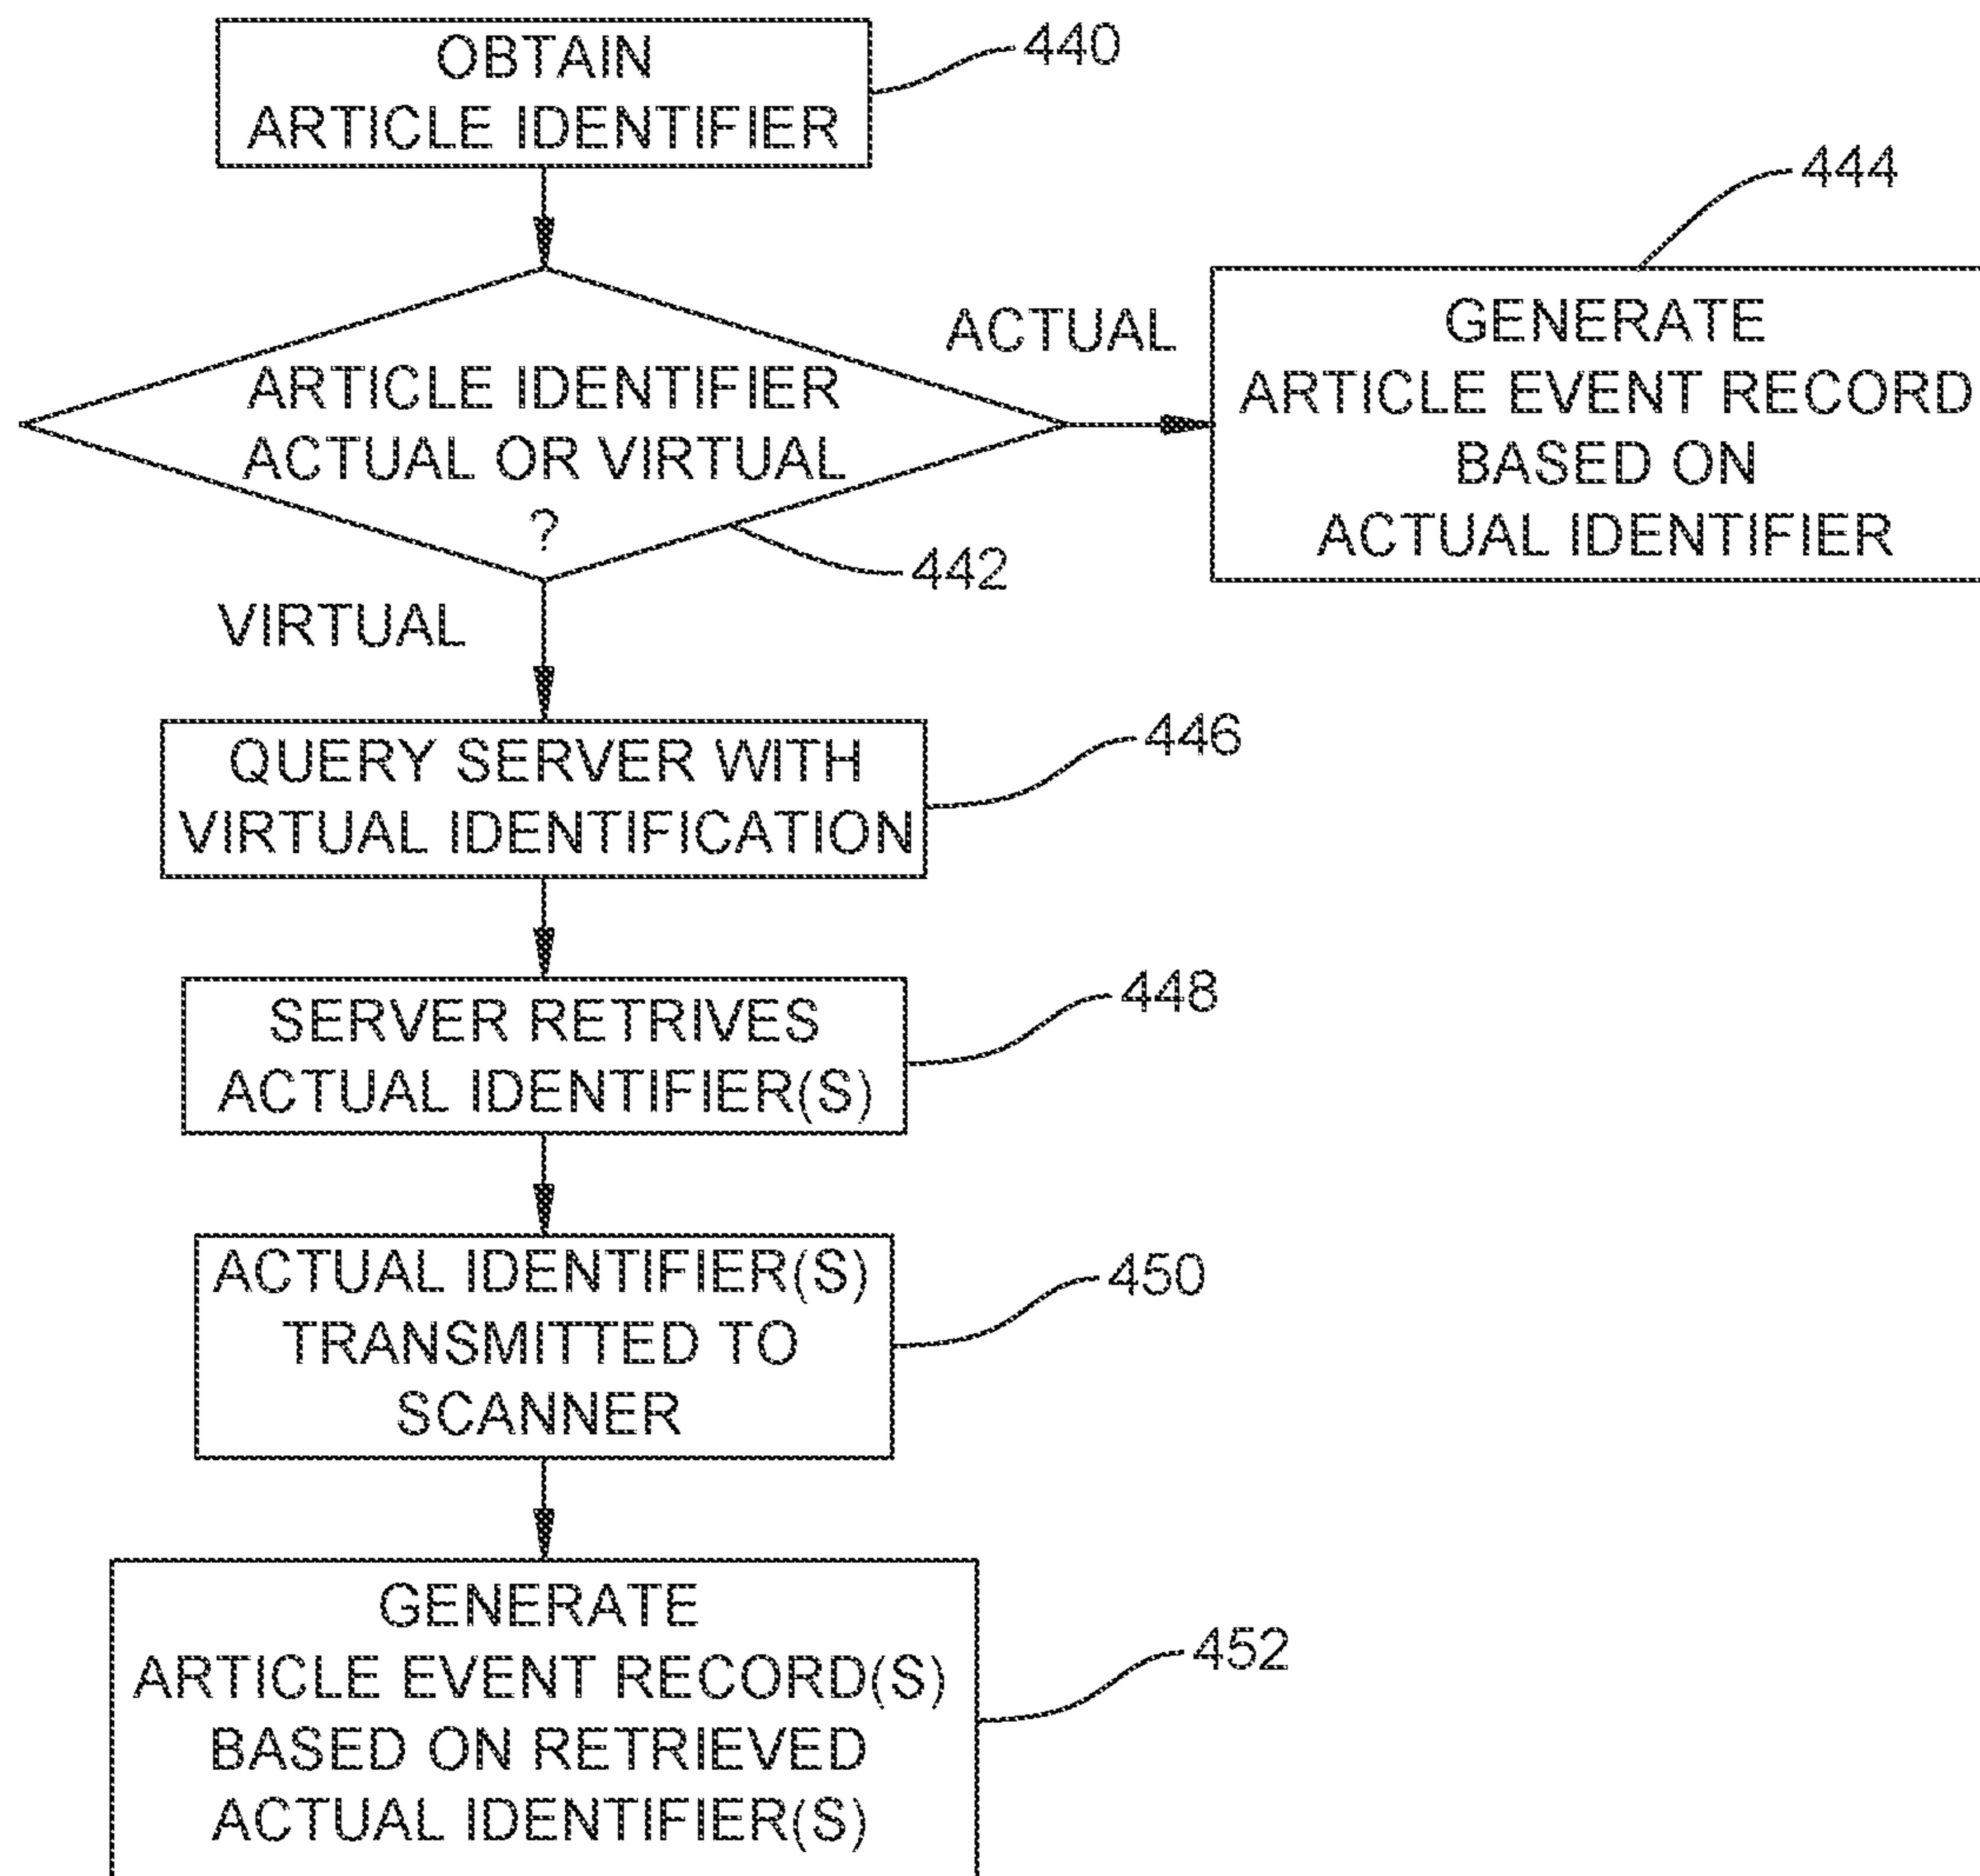 OBTAIN
ARTICLE IDENTIFIER
440
ARTICLE IDENTIFIER
ACTUAL OR VIRTUAL
?
442
ACTUAL
GENERATE
ARTICLE EVENT RECORD
BASED ON
ACTUAL IDENTIFIER
444
VIRTUAL
QUERY SERVER WITH
VIRTUAL IDENTIFICATION
446
SERVER RETRIVES
ACTUAL IDENTIFIER(S)
448
ACTUAL IDENTIFIER(S)
TRANSMITTED TO
SCANNER
450
GENERATE
ARTICLE EVENT RECORD(S)
BASED ON RETRIEVED
ACTUAL IDENTIFIER(S)
452